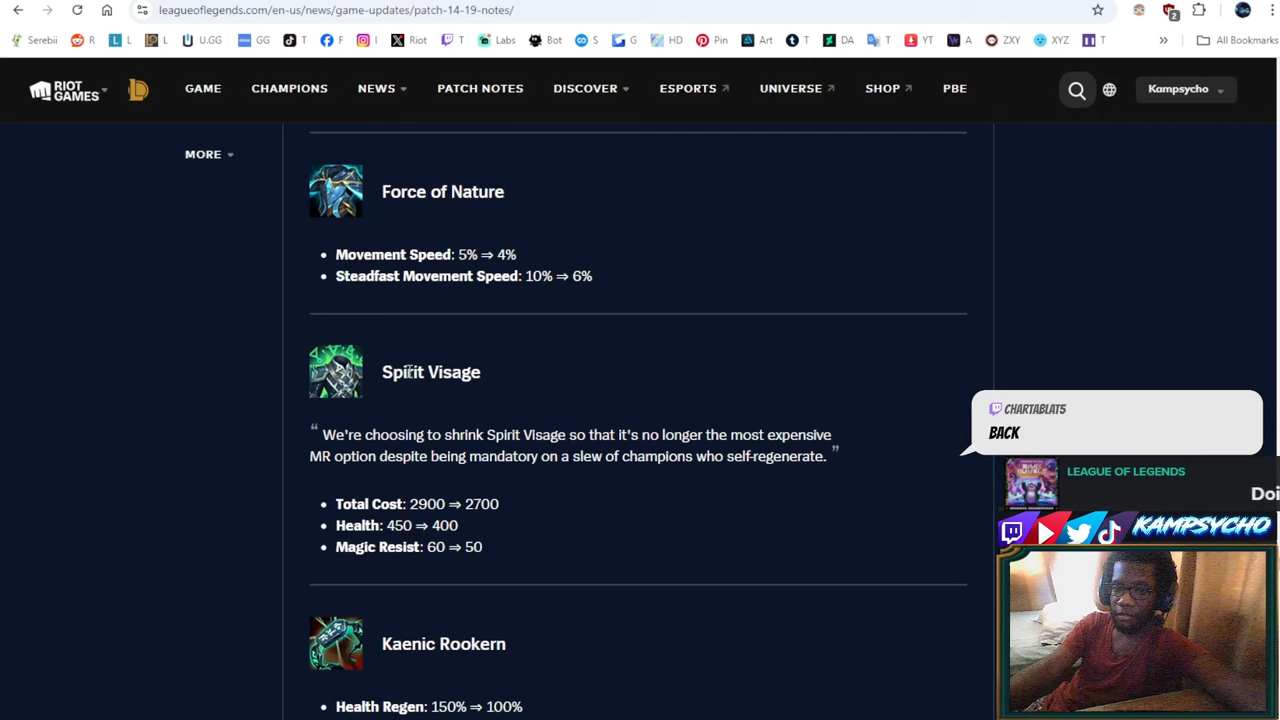 leagueoflegends.com/en-us/news/game-updates/patch-14-19-notes/
2
Serebii R L L U.GG GG T F I Riot T Labs Bot S G HD Pin Art T DA T YT A ZXY XYZ T » All Bookmarks
RIOT GAMES GAME CHAMPIONS NEWS PATCH NOTES DISCOVER ESPORTS UNIVERSE SHOP PBE Kampsycho
MORE
Force of Nature
• Movement Speed: 5% ⇒ 4%
• Steadfast Movement Speed: 10% ⇒ 6%
Spirit Visage
“ We're choosing to shrink Spirit Visage so that it's no longer the most expensive
MR option despite being mandatory on a slew of champions who self-regenerate. ”
• Total Cost: 2900 ⇒ 2700
• Health: 450 ⇒ 400
• Magic Resist: 60 ⇒ 50
Kaenic Rookern
• Health Regen: 150% ⇒ 100%
CHARTABLAT5
BACK
LEAGUE OF LEGENDS
Doi
KAMPSYCHO